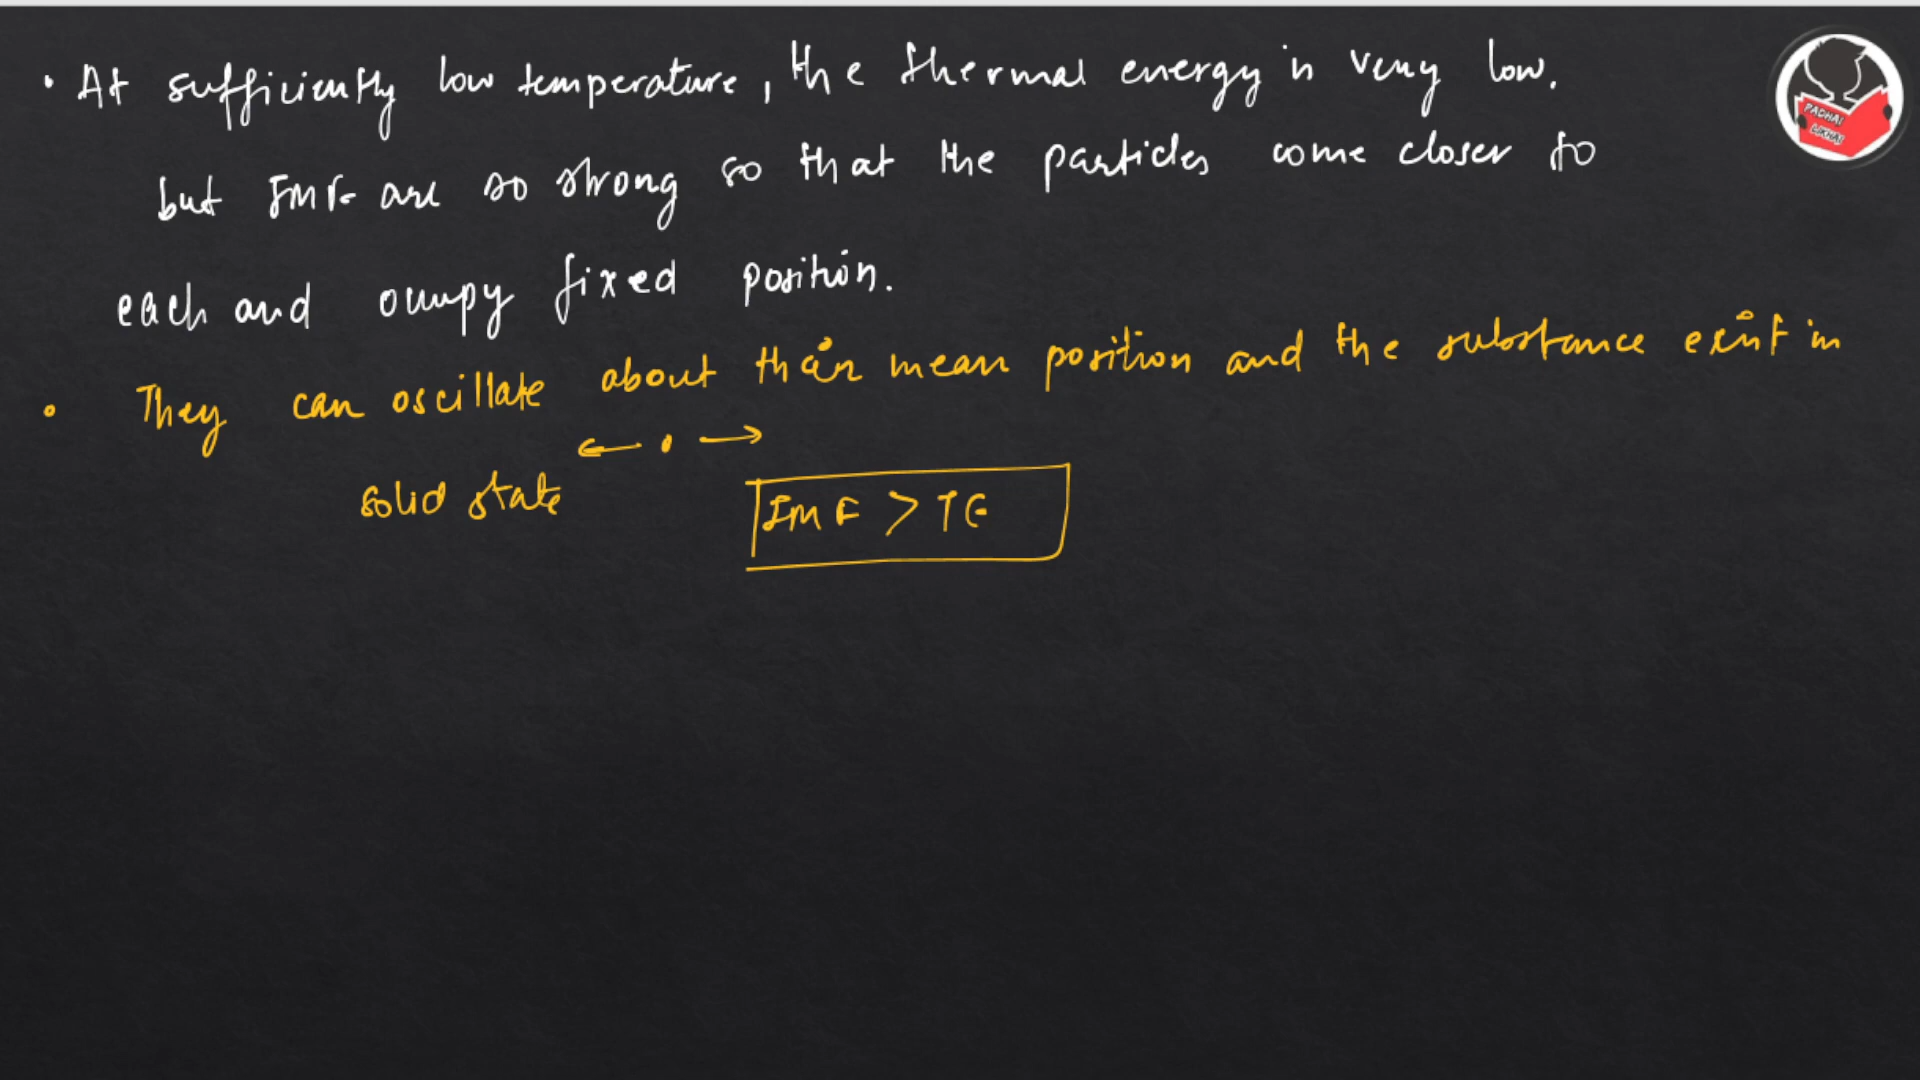 • At sufficiently low temperature, the thermal energy is very low.
but IMF are so strong so that the particles come closer to
each and occupy fixed position.
• They can oscillate about their mean position and the substance exist in
solid state
IMF > TE
PADHAI
LIKHAI